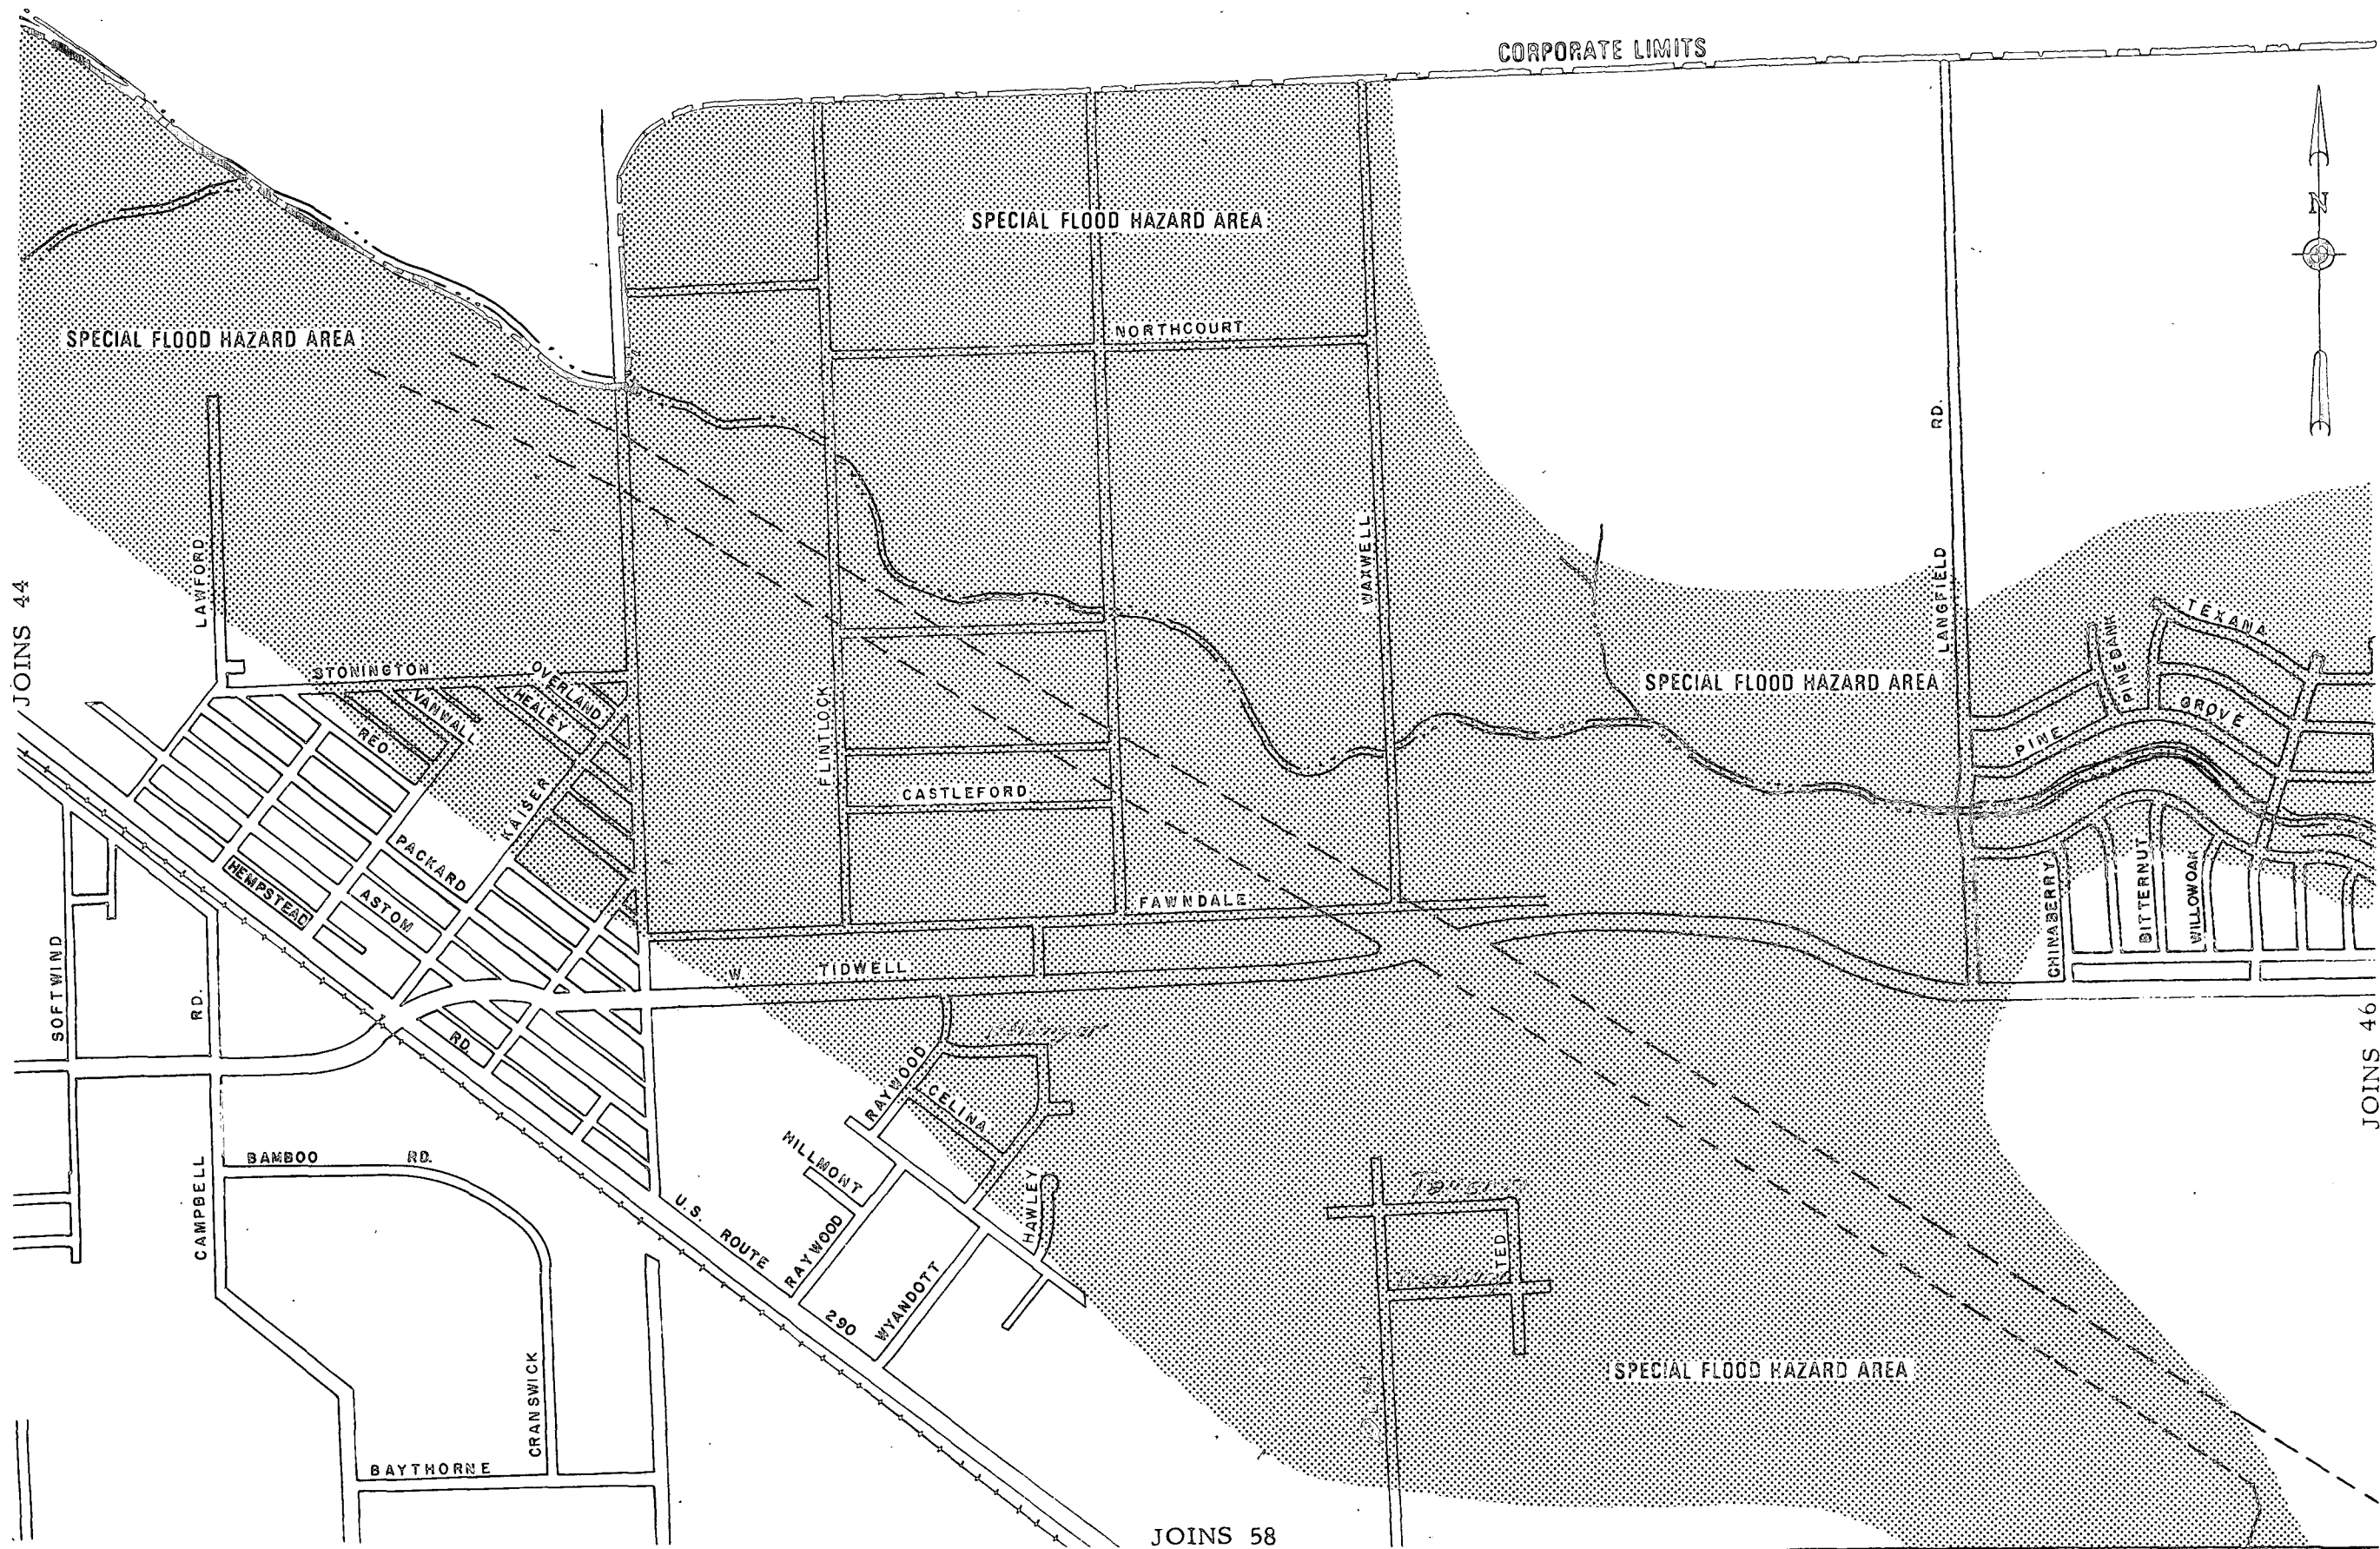 CORPORATE LIMITS
N
SPECIAL FLOOD HAZARD AREA
SPECIAL FLOOD HAZARD AREA
NORTHCOURT
RD.
LAWFORD
WAXWELL
LANGFIELD
JOINS 44
STONINGTON
OVERLAND
HEALEY
VANWALL
REO
KAISER
FLINTLOCK
SPECIAL FLOOD HAZARD AREA
TEXANA
PINEBANK
PINE GROVE
CASTLEFORD
PACKARD
ASTOM
HEMPSTEAD
RD.
FAWNDALE
W. TIDWELL
CHINABERRY
BITTERNUT
WILLOWOAK
SOFTWIND
RD.
CAMPBELL
RAYWOOD
CELINA
MILLMONT
HAWLEY
BAMBOO RD.
U.S. ROUTE 290
RAYWOOD
WYANDOTT
TED
CRANSWICK
BAYTHORNE
SPECIAL FLOOD HAZARD AREA
JOINS 46
JOINS 58